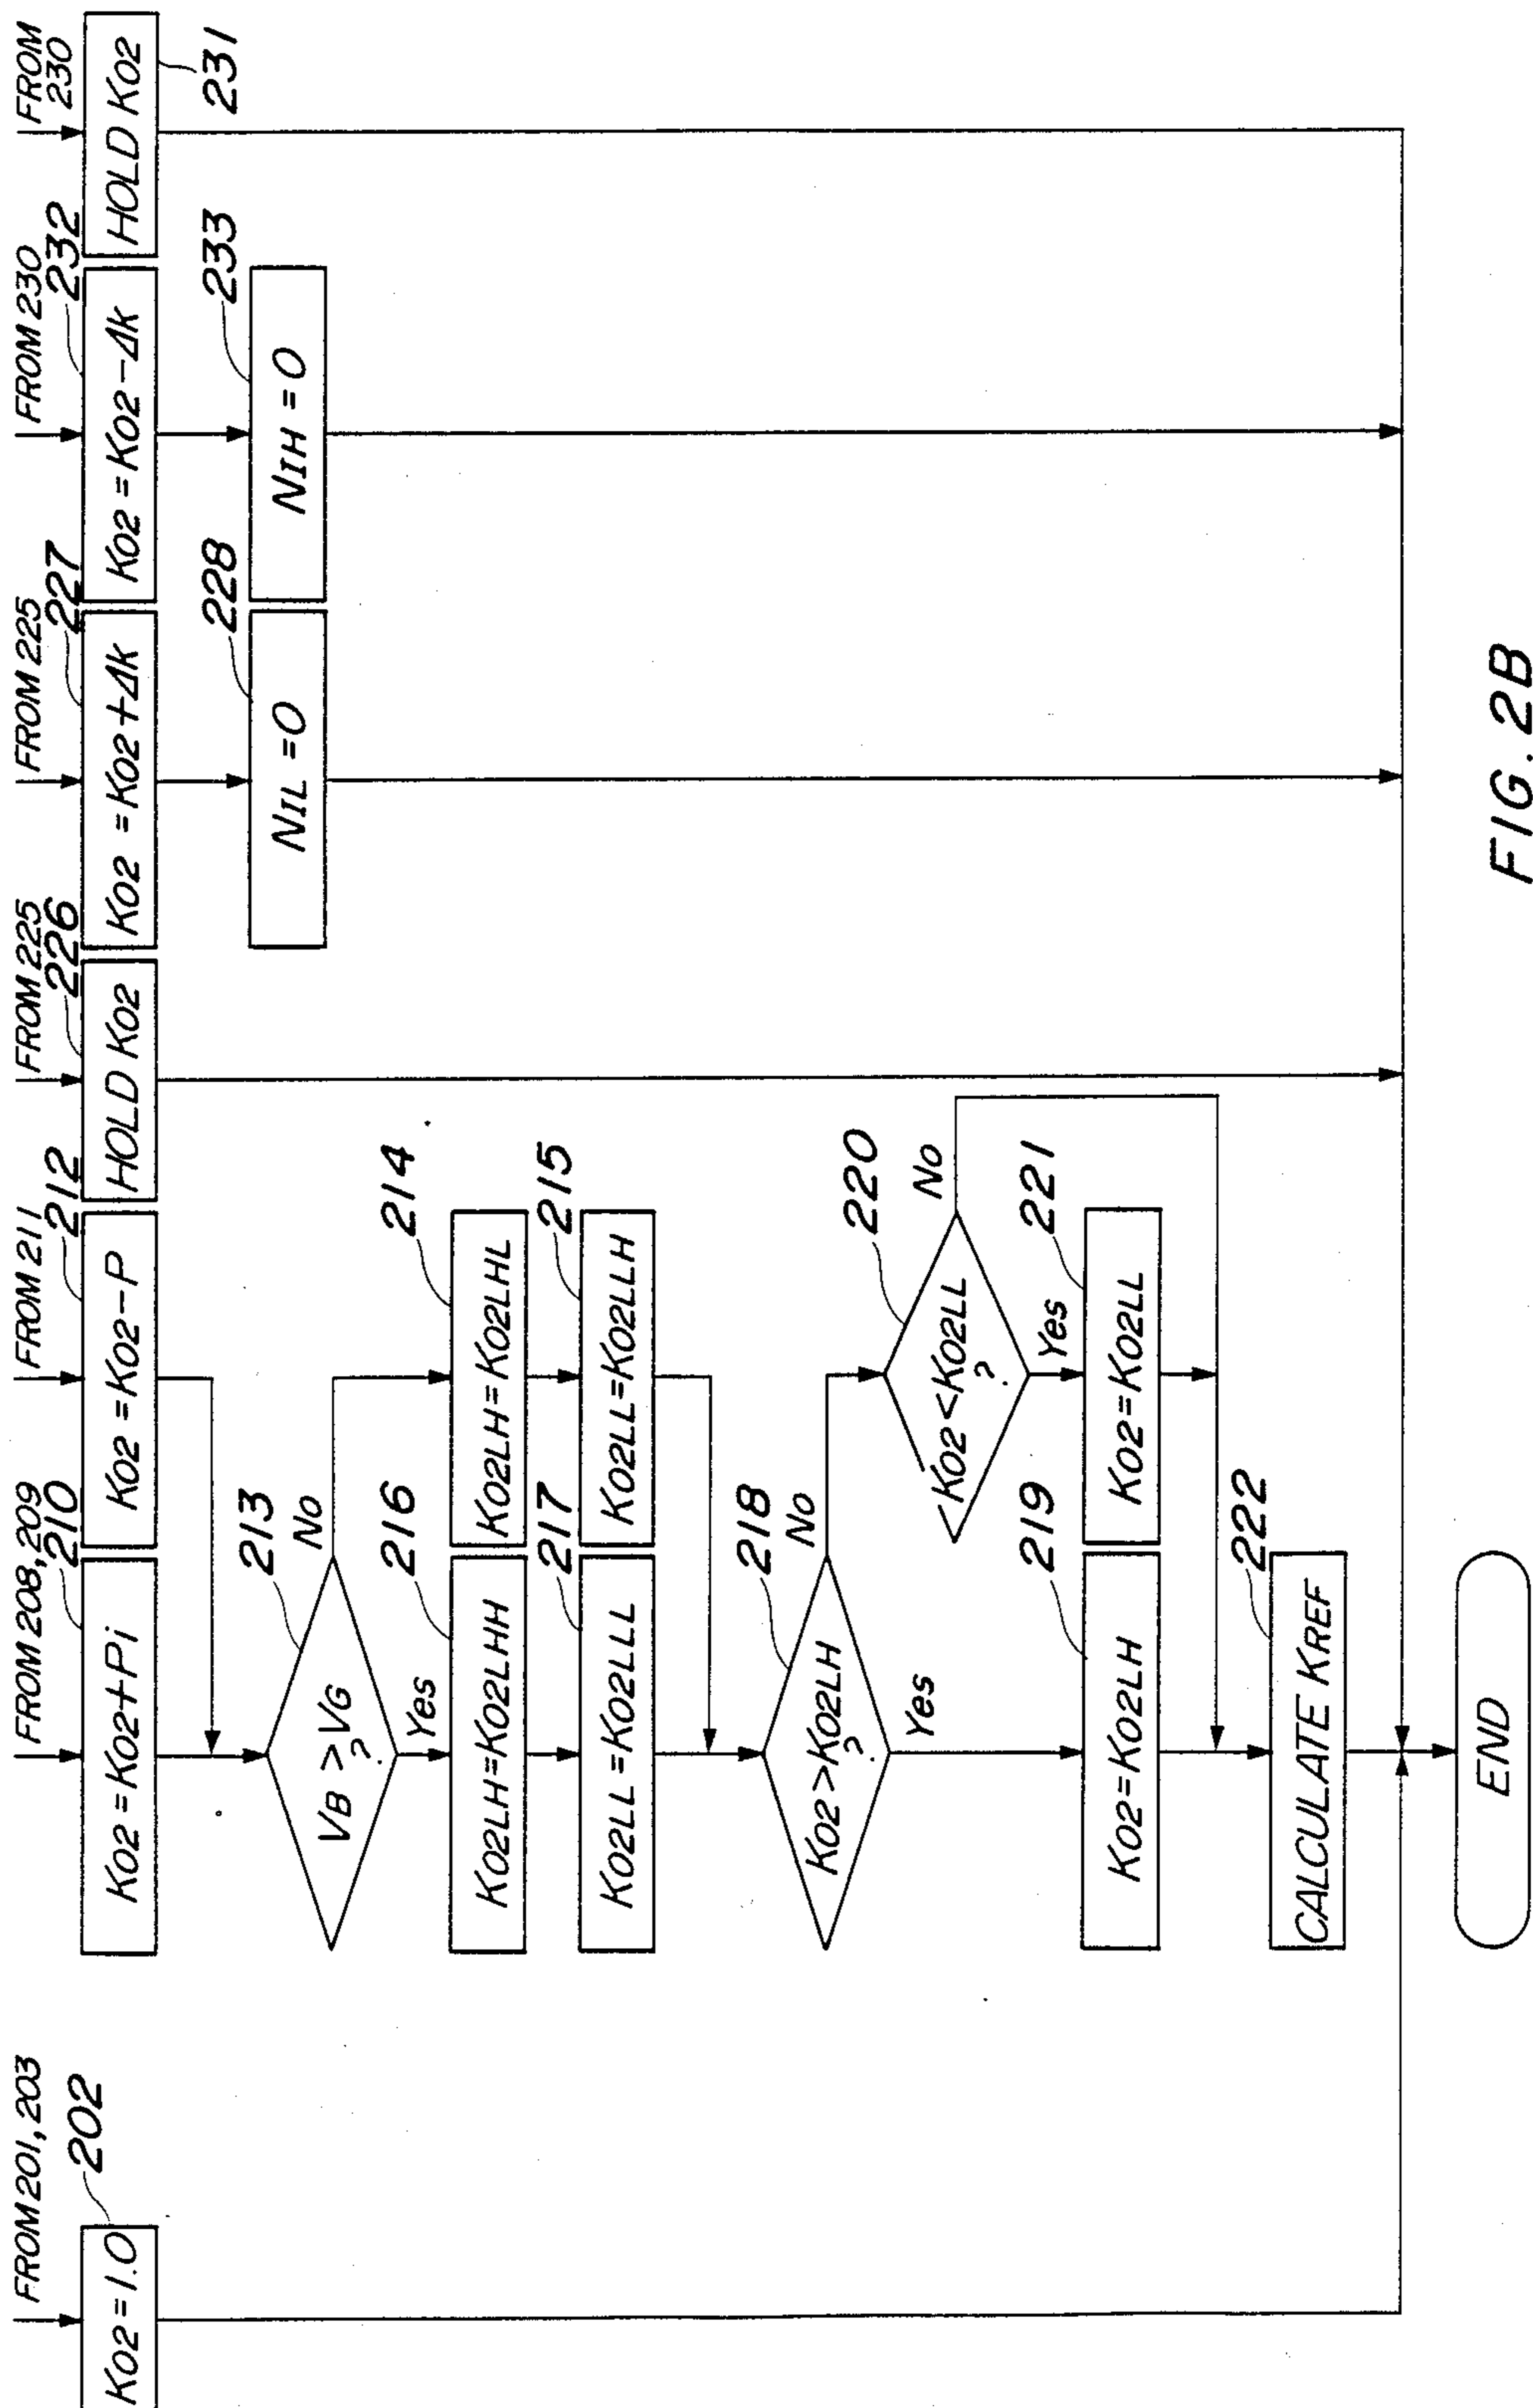 FROM 201, 203
202
KO2 = 1.0
FROM 208, 209
210
KO2 = KO2+Pi
FROM 211
212
KO2 = KO2-P
FROM 225
226
HOLD KO2
FROM 225
227
KO2 = KO2+ΔK
FROM 230
232
KO2 = KO2-ΔK
FROM
230
HOLD KO2
231
213
VB > VG
?
No
Yes
228
NIL = 0
233
NIH = 0
216
KO2LH=KO2LHH
214
KO2LH=KO2LHL
217
KO2LL=KO2LLL
215
KO2LL=KO2LLH
218
KO2>KO2LH
?
No
Yes
220
KO2<KO2LL
?
No
Yes
219
KO2=KO2LH
221
KO2=KO2LL
222
CALCULATE KREF
END
FIG. 2B